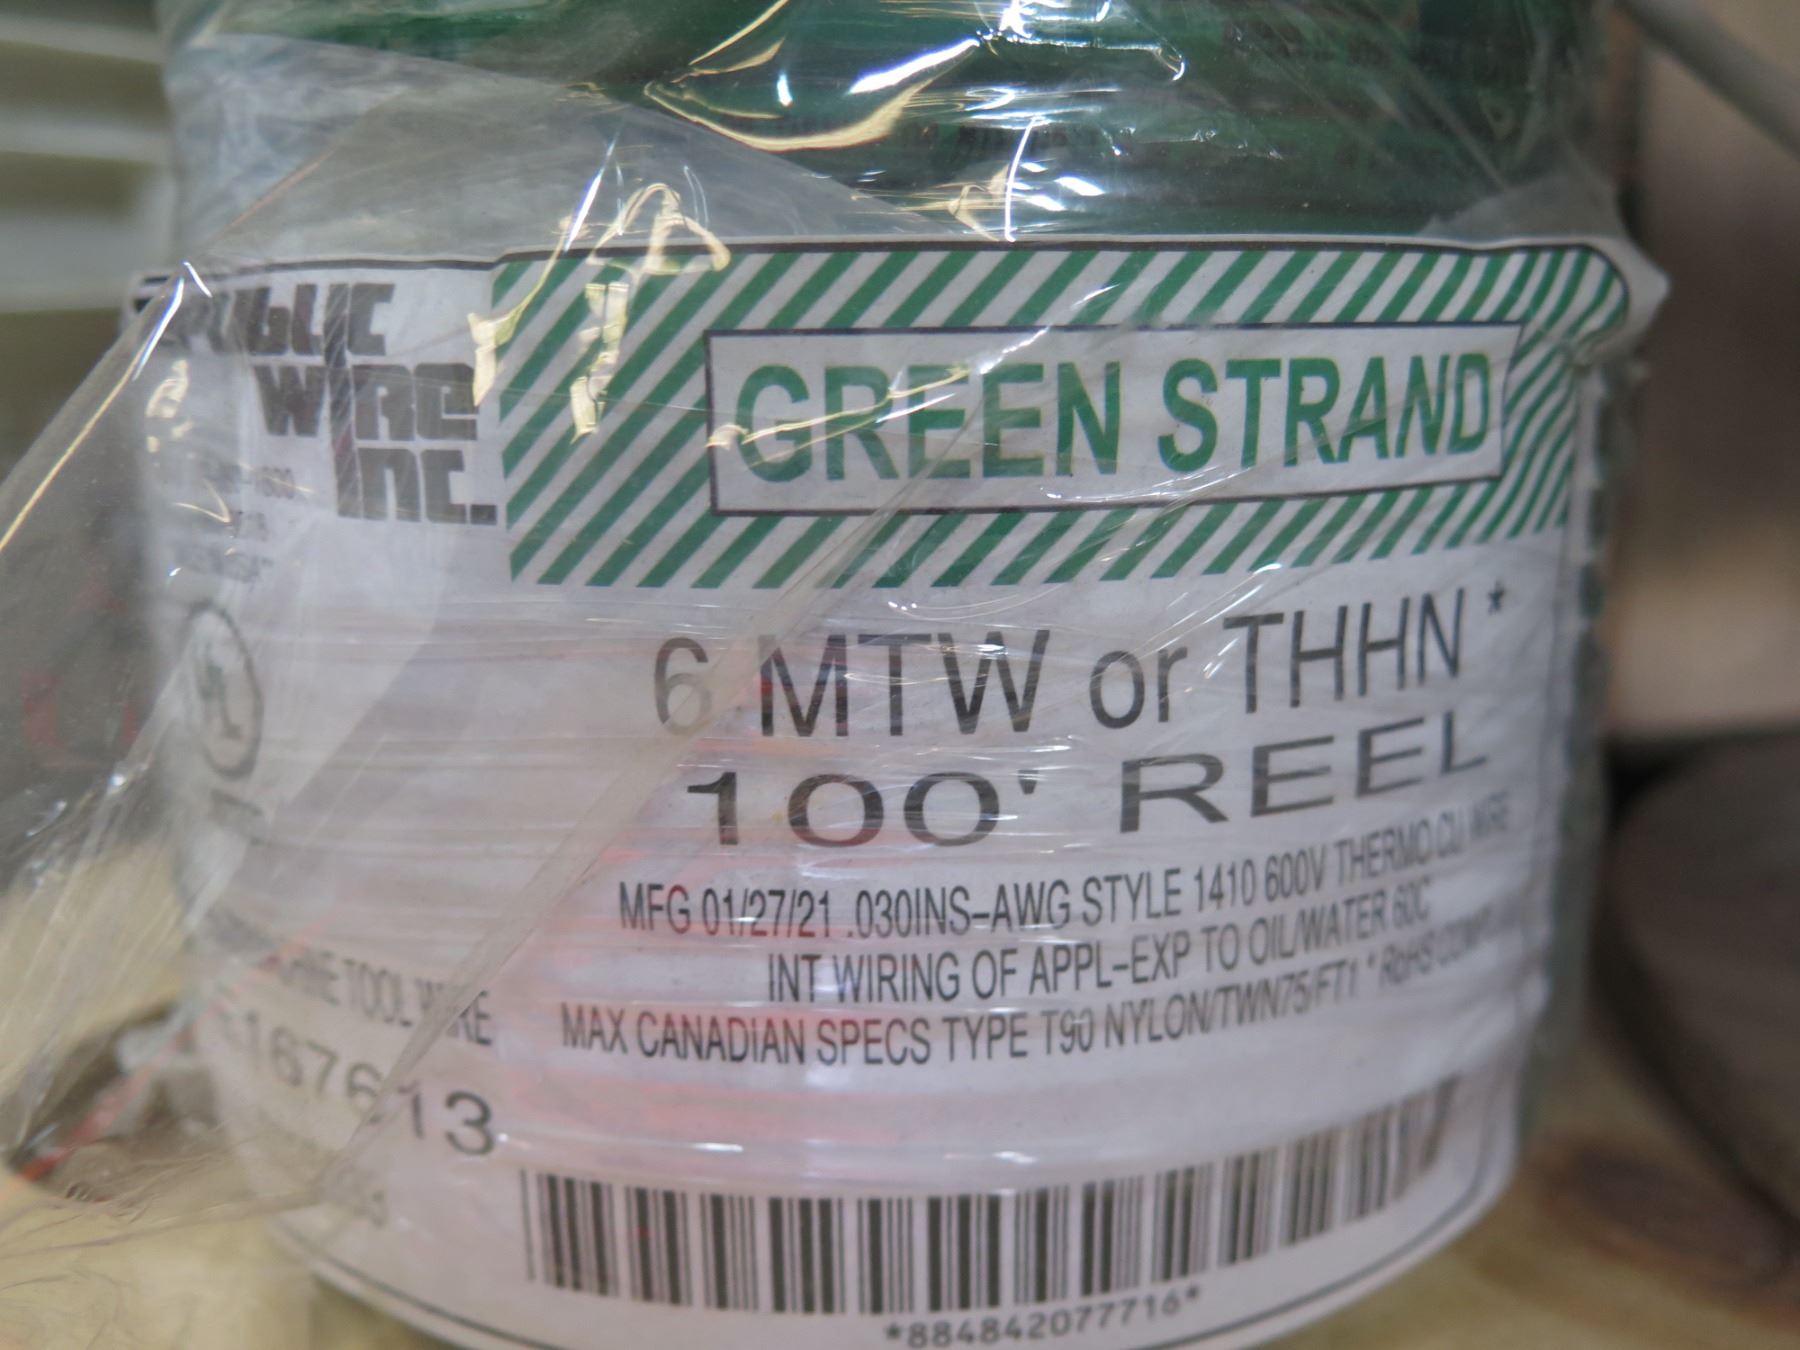 WIRE
INC.
GREEN STRAND
6 MTW or THHN *
100' REEL
MFG 01/27/21 .030INS-AWG STYLE 1410 600V THERMO CU WIRE
INT WIRING OF APPL-EXP TO OIL/WATER 60C
MAX CANADIAN SPECS TYPE T90 NYLON/TWN75/FT1 * RoHS
TOOL WIRE
167613
*884842077716*